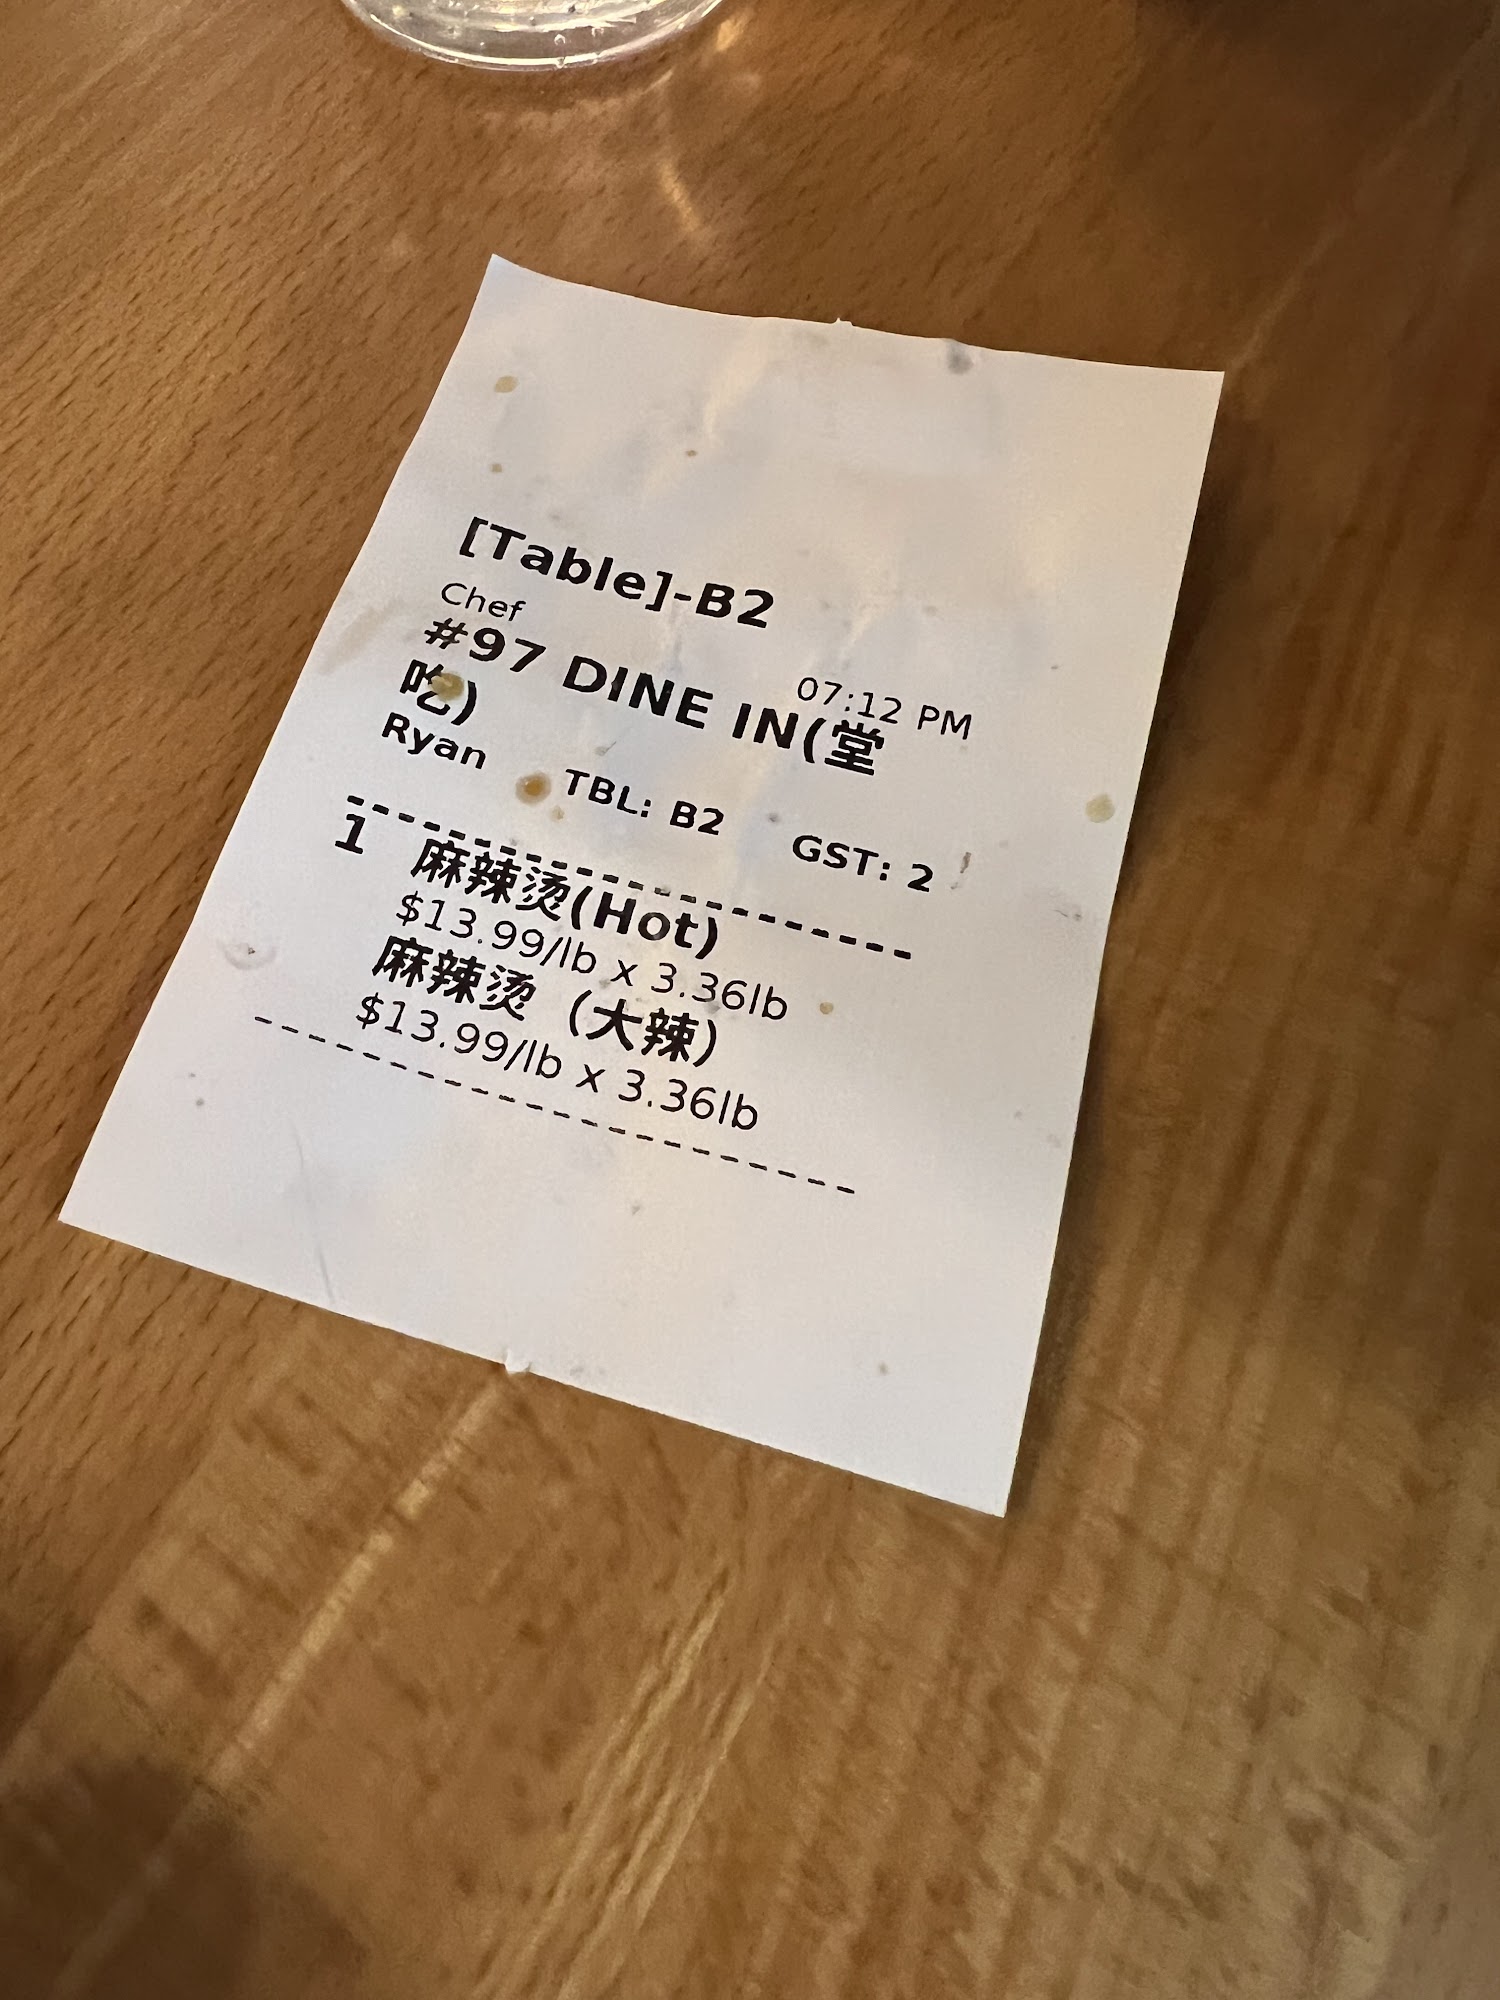 [Table]-B2
Chef
07:12 PM
#97 DINE IN(堂
吃)
Ryan TBL: B2 GST: 2
--------------------
1 麻辣烫(Hot)
$13.99/lb x 3.36lb
麻辣烫（大辣）
$13.99/lb x 3.36lb
--------------------